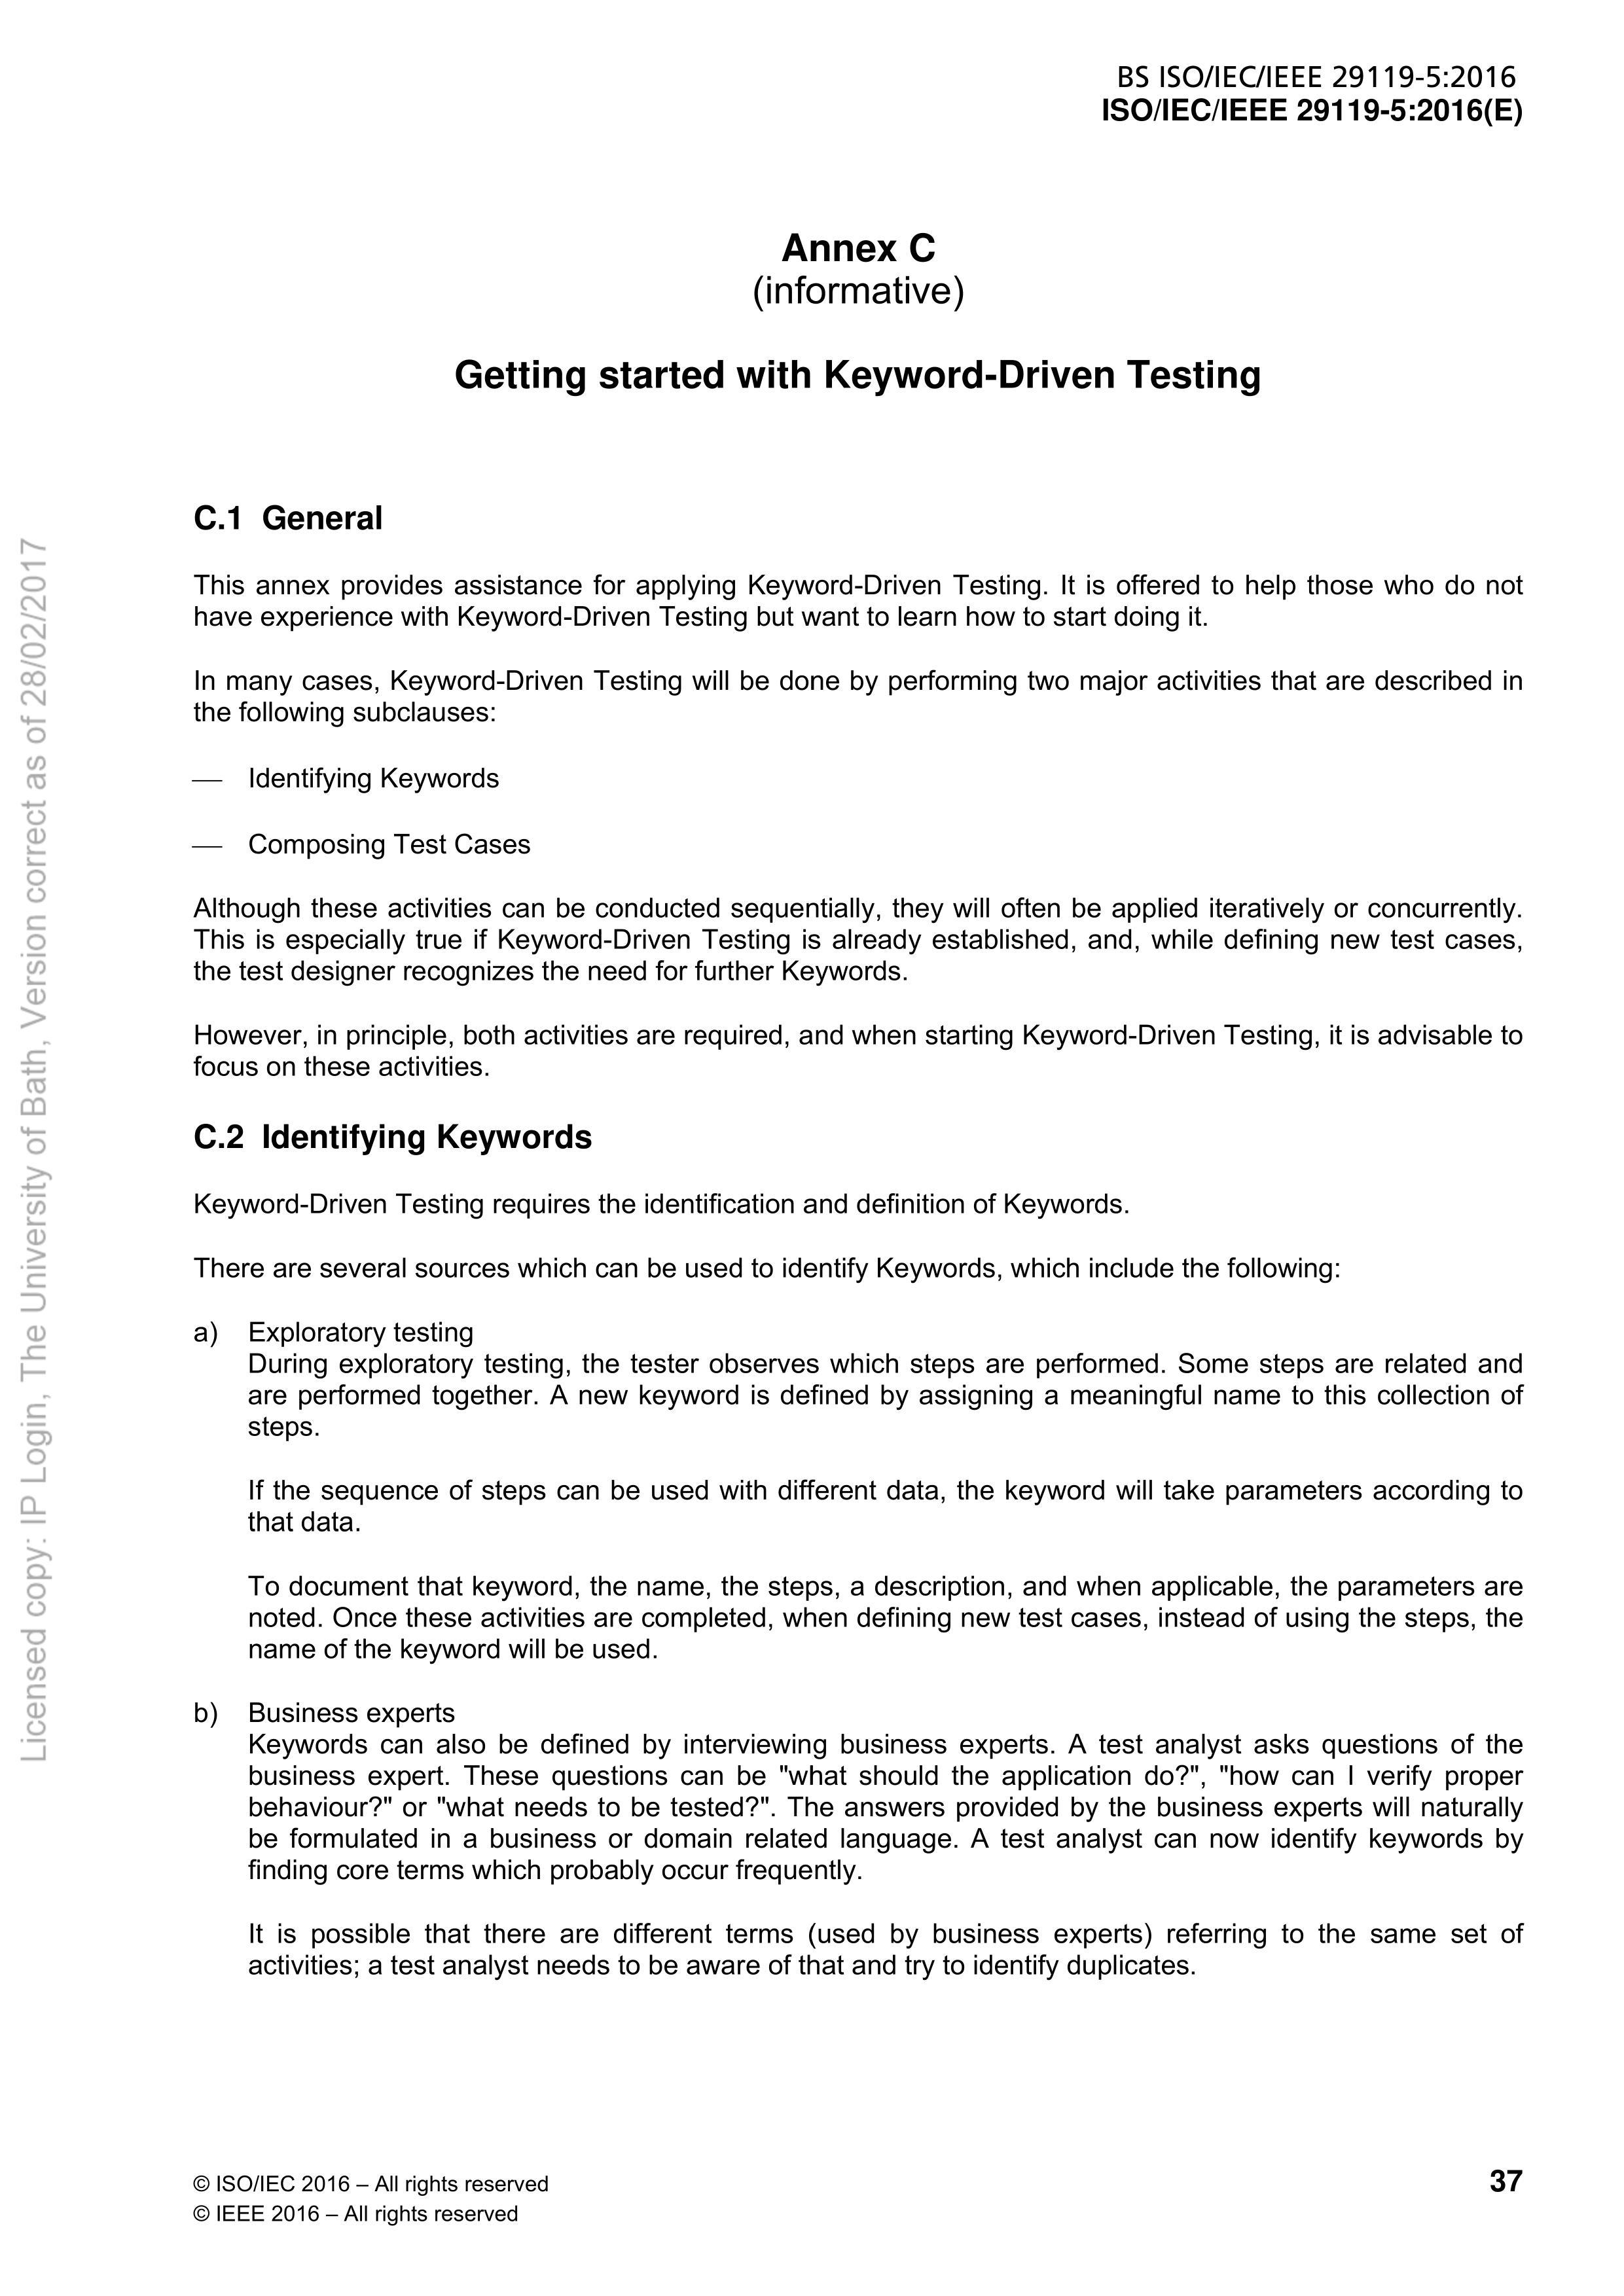 BS ISO/IEC/IEEE 29119-5:2016
ISO/IEC/IEEE 29119-5:2016(E)
Annex C
(informative)
Getting started with Keyword-Driven Testing
C.1 General
This annex provides assistance for applying Keyword-Driven Testing. It is offered to help those who do not
have experience with Keyword-Driven Testing but want to learn how to start doing it.
In many cases, Keyword-Driven Testing will be done by performing two major activities that are described in
the following subclauses:
— Identifying Keywords
— Composing Test Cases
Although these activities can be conducted sequentially, they will often be applied iteratively or concurrently.
This is especially true if Keyword-Driven Testing is already established, and, while defining new test cases,
the test designer recognizes the need for further Keywords.
However, in principle, both activities are required, and when starting Keyword-Driven Testing, it is advisable to
focus on these activities.
C.2 Identifying Keywords
Keyword-Driven Testing requires the identification and definition of Keywords.
There are several sources which can be used to identify Keywords, which include the following:
a) Exploratory testing
During exploratory testing, the tester observes which steps are performed. Some steps are related and
are performed together. A new keyword is defined by assigning a meaningful name to this collection of
steps.
If the sequence of steps can be used with different data, the keyword will take parameters according to
that data.
To document that keyword, the name, the steps, a description, and when applicable, the parameters are
noted. Once these activities are completed, when defining new test cases, instead of using the steps, the
name of the keyword will be used.
b) Business experts
Keywords can also be defined by interviewing business experts. A test analyst asks questions of the
business expert. These questions can be "what should the application do?", "how can I verify proper
behaviour?" or "what needs to be tested?". The answers provided by the business experts will naturally
be formulated in a business or domain related language. A test analyst can now identify keywords by
finding core terms which probably occur frequently.
It is possible that there are different terms (used by business experts) referring to the same set of
activities; a test analyst needs to be aware of that and try to identify duplicates.
© ISO/IEC 2016 – All rights reserved
© IEEE 2016 – All rights reserved
37
Licensed copy: IP Login, The University of Bath, Version correct as of 28/02/2017